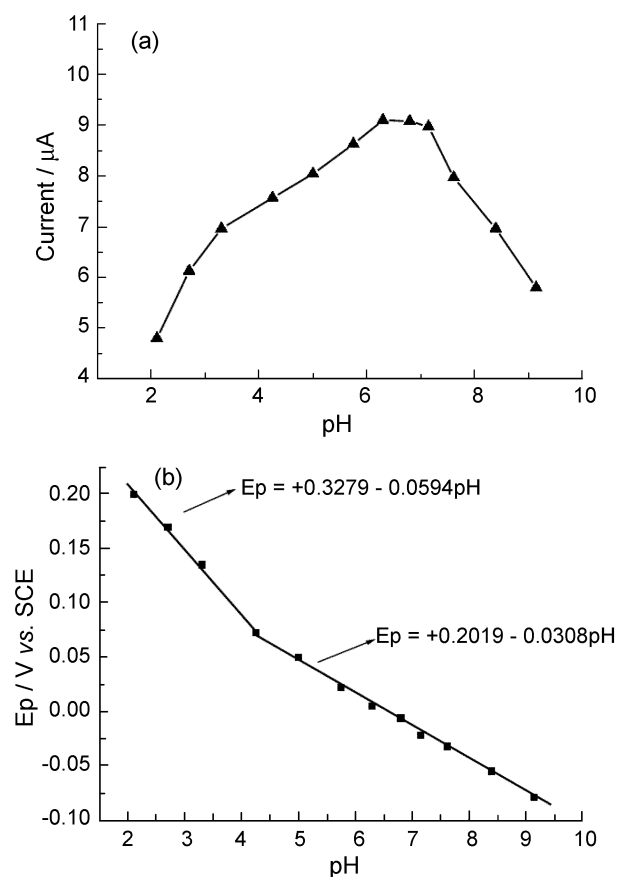 (a)
11
10
9
8
7
6
5
4
Current / μA
2 4 6 8 10
pH
(b)
0.20
0.15
0.10
0.05
0.00
-0.05
-0.10
Ep / V vs. SCE
Ep = +0.3279 - 0.0594pH
Ep = +0.2019 - 0.0308pH
2 3 4 5 6 7 8 9 10
pH